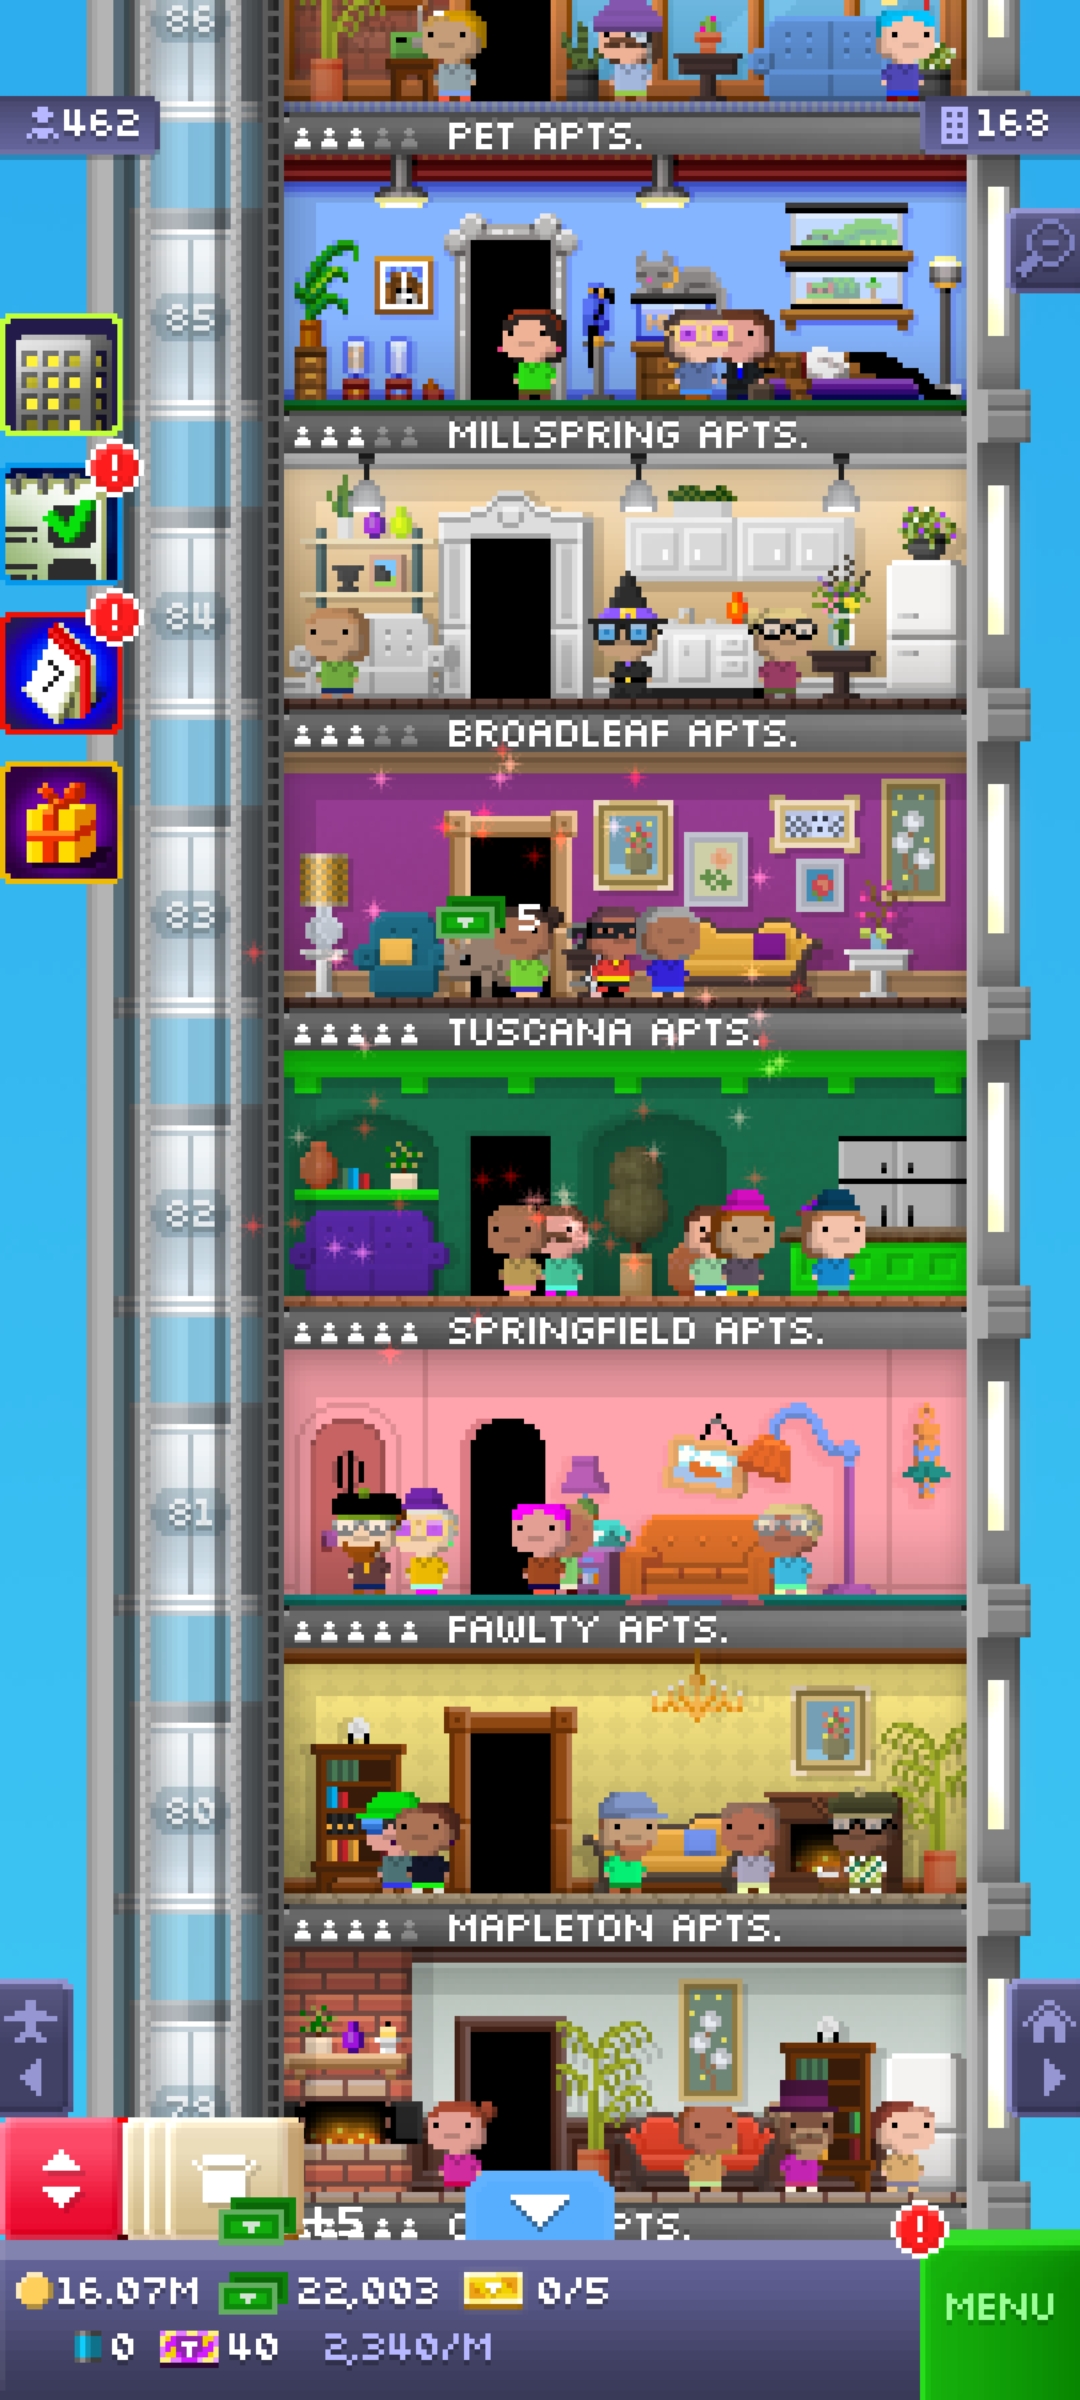 86
462
PET APTS.
168
85
MILLSPRING APTS.
84
BROADLEAF APTS.
83
5
TUSCANA APTS.
82
SPRINGFIELD APTS.
81
FAWLTY APTS.
80
MAPLETON APTS.
79
+5
PTS.
16.07M 22,003 0/5
0 40 2,340/M
MENU